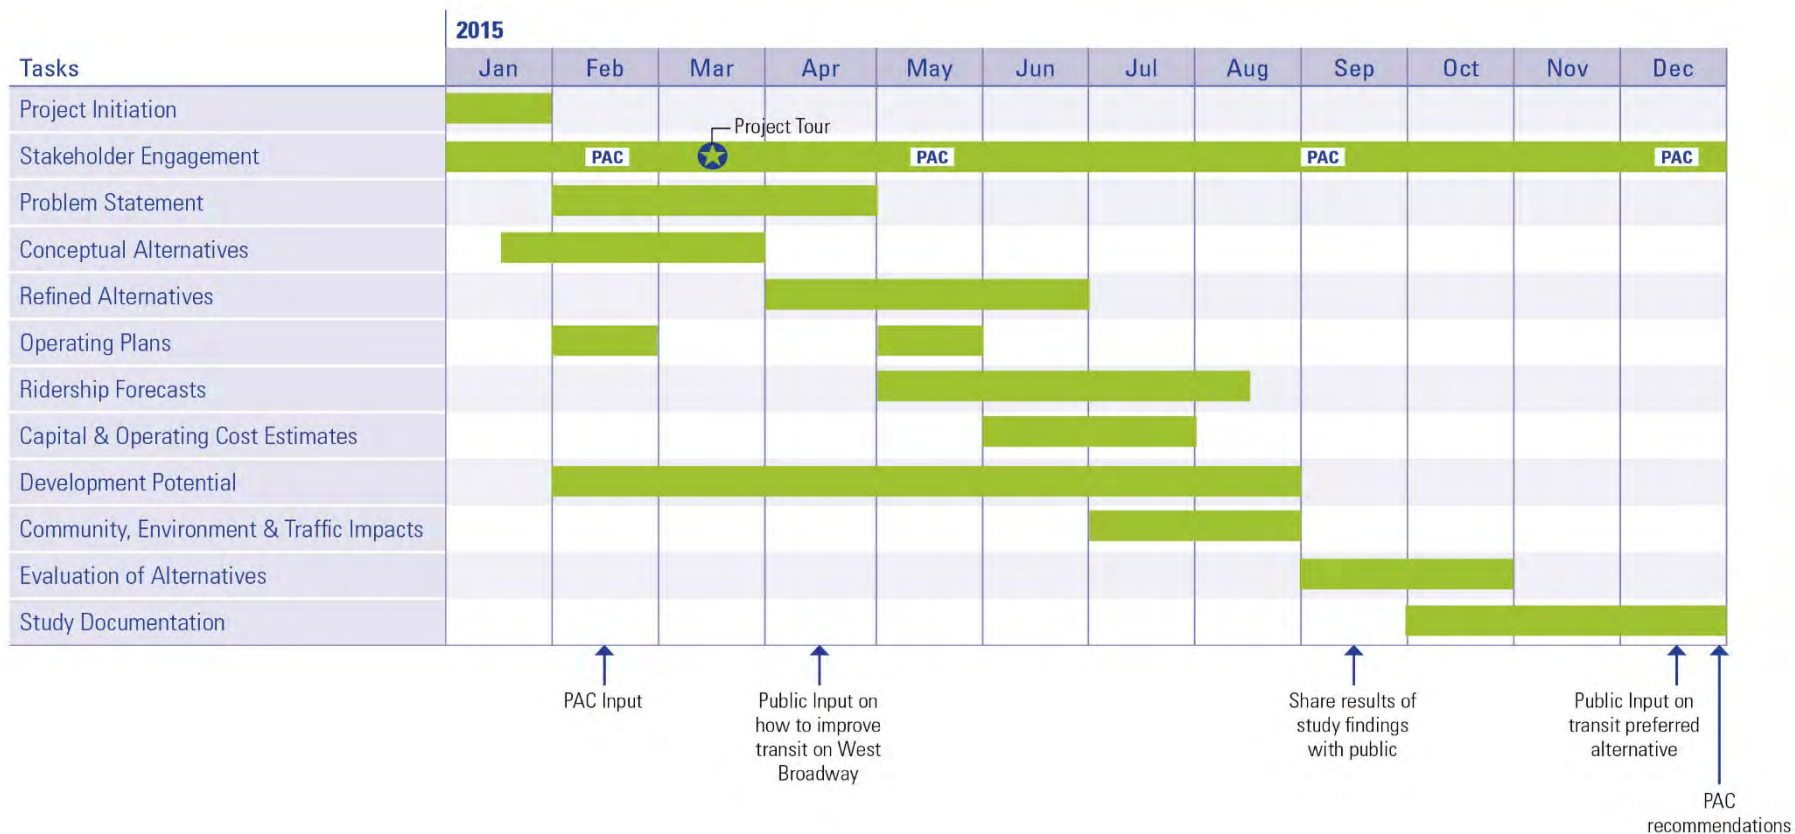 2015
Tasks Jan Feb Mar Apr May Jun Jul Aug Sep Oct Nov Dec
Project Initiation
Project Tour
Stakeholder Engagement PAC PAC PAC PAC
Problem Statement
Conceptual Alternatives
Refined Alternatives
Operating Plans
Ridership Forecasts
Capital & Operating Cost Estimates
Development Potential
Community, Environment & Traffic Impacts
Evaluation of Alternatives
Study Documentation
PAC Input
Public Input on
how to improve
transit on West
Broadway
Share results of
study findings
with public
Public Input on
transit preferred
alternative
PAC
recommendations